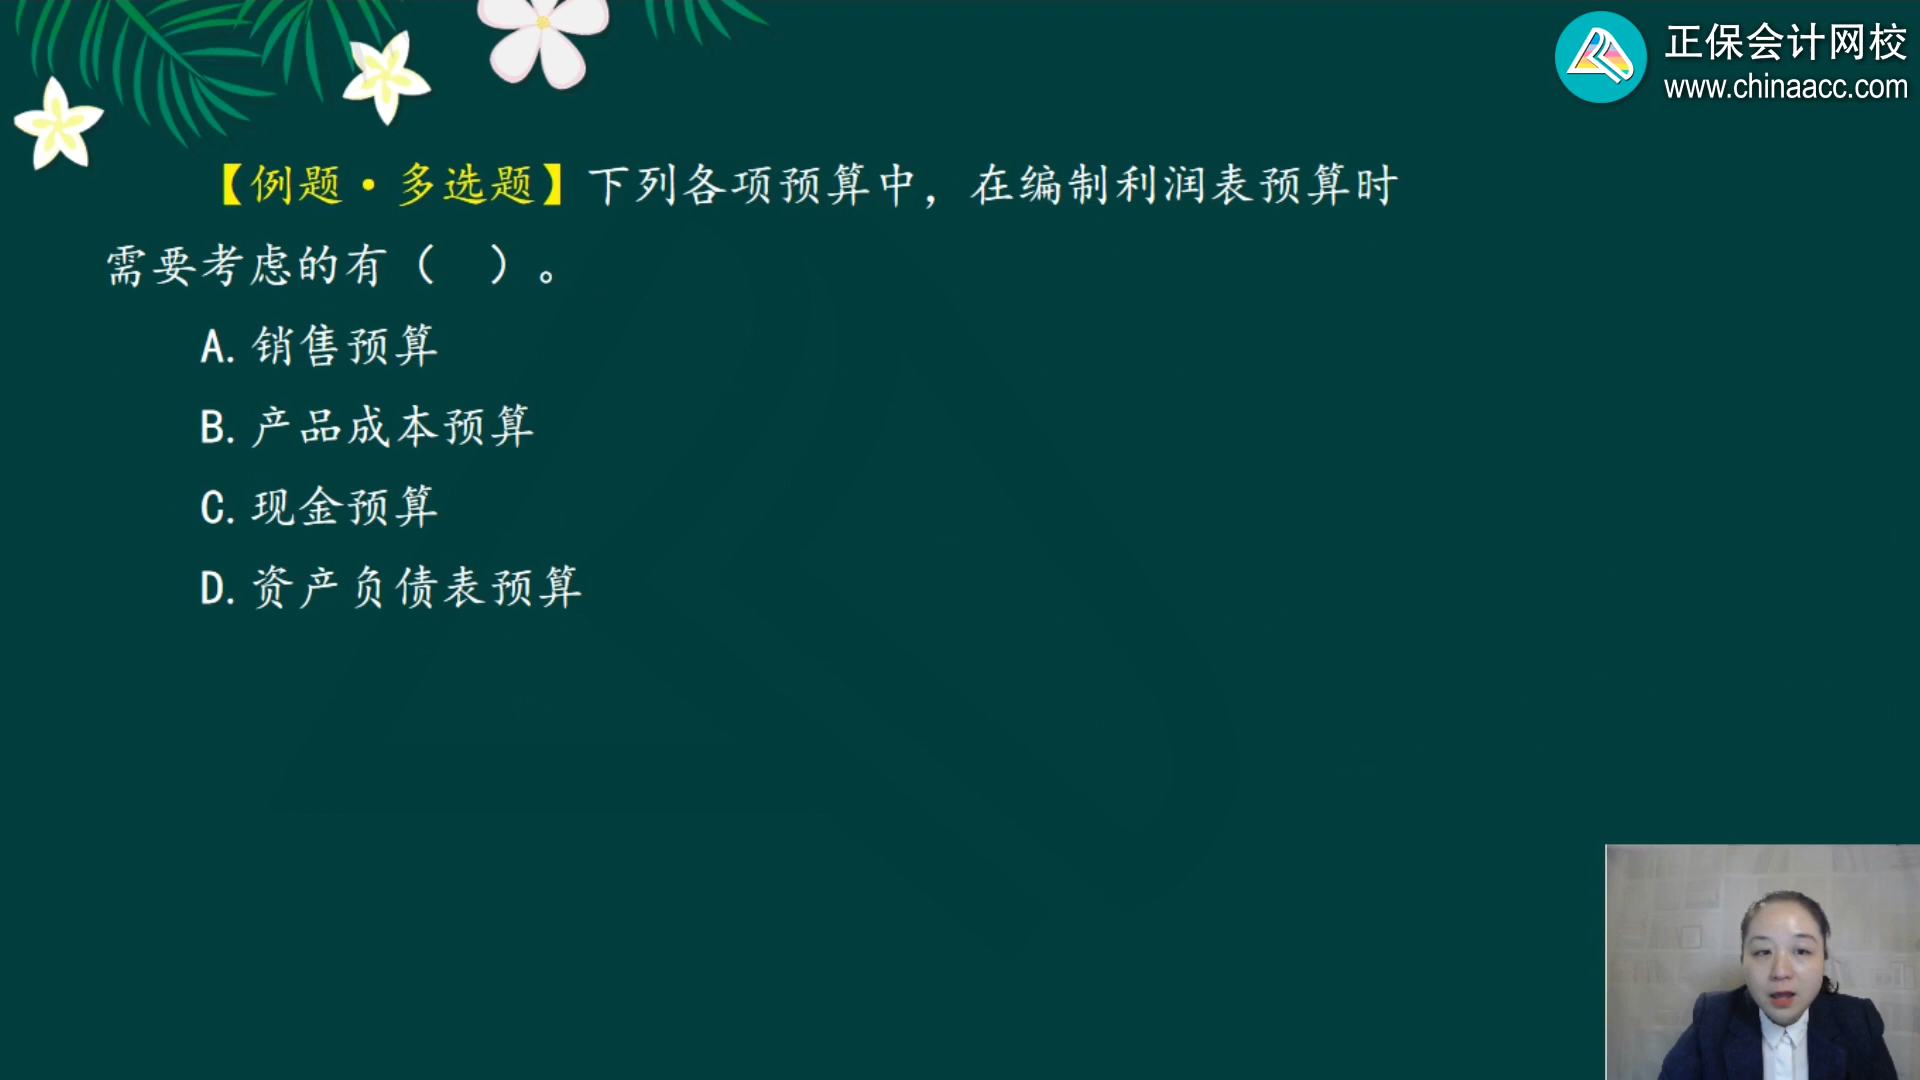 正保会计网校
www.chinaacc.com
【例题·多选题】下列各项预算中，在编制利润表预算时
需要考虑的有（ ）。
A.销售预算
B.产品成本预算
C.现金预算
D.资产负债表预算